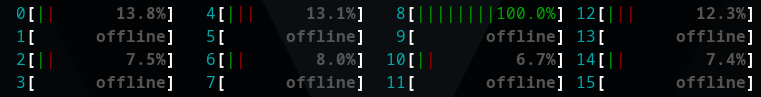 0[|| 13.8%] 4[||| 13.1%] 8[||||||||100.0%] 12[||| 12.3%]
1[ offline] 5[ offline] 9[ offline] 13[ offline]
2[|| 7.5%] 6[|| 8.0%] 10[|| 6.7%] 14[|| 7.4%]
3[ offline] 7[ offline] 11[ offline] 15[ offline]